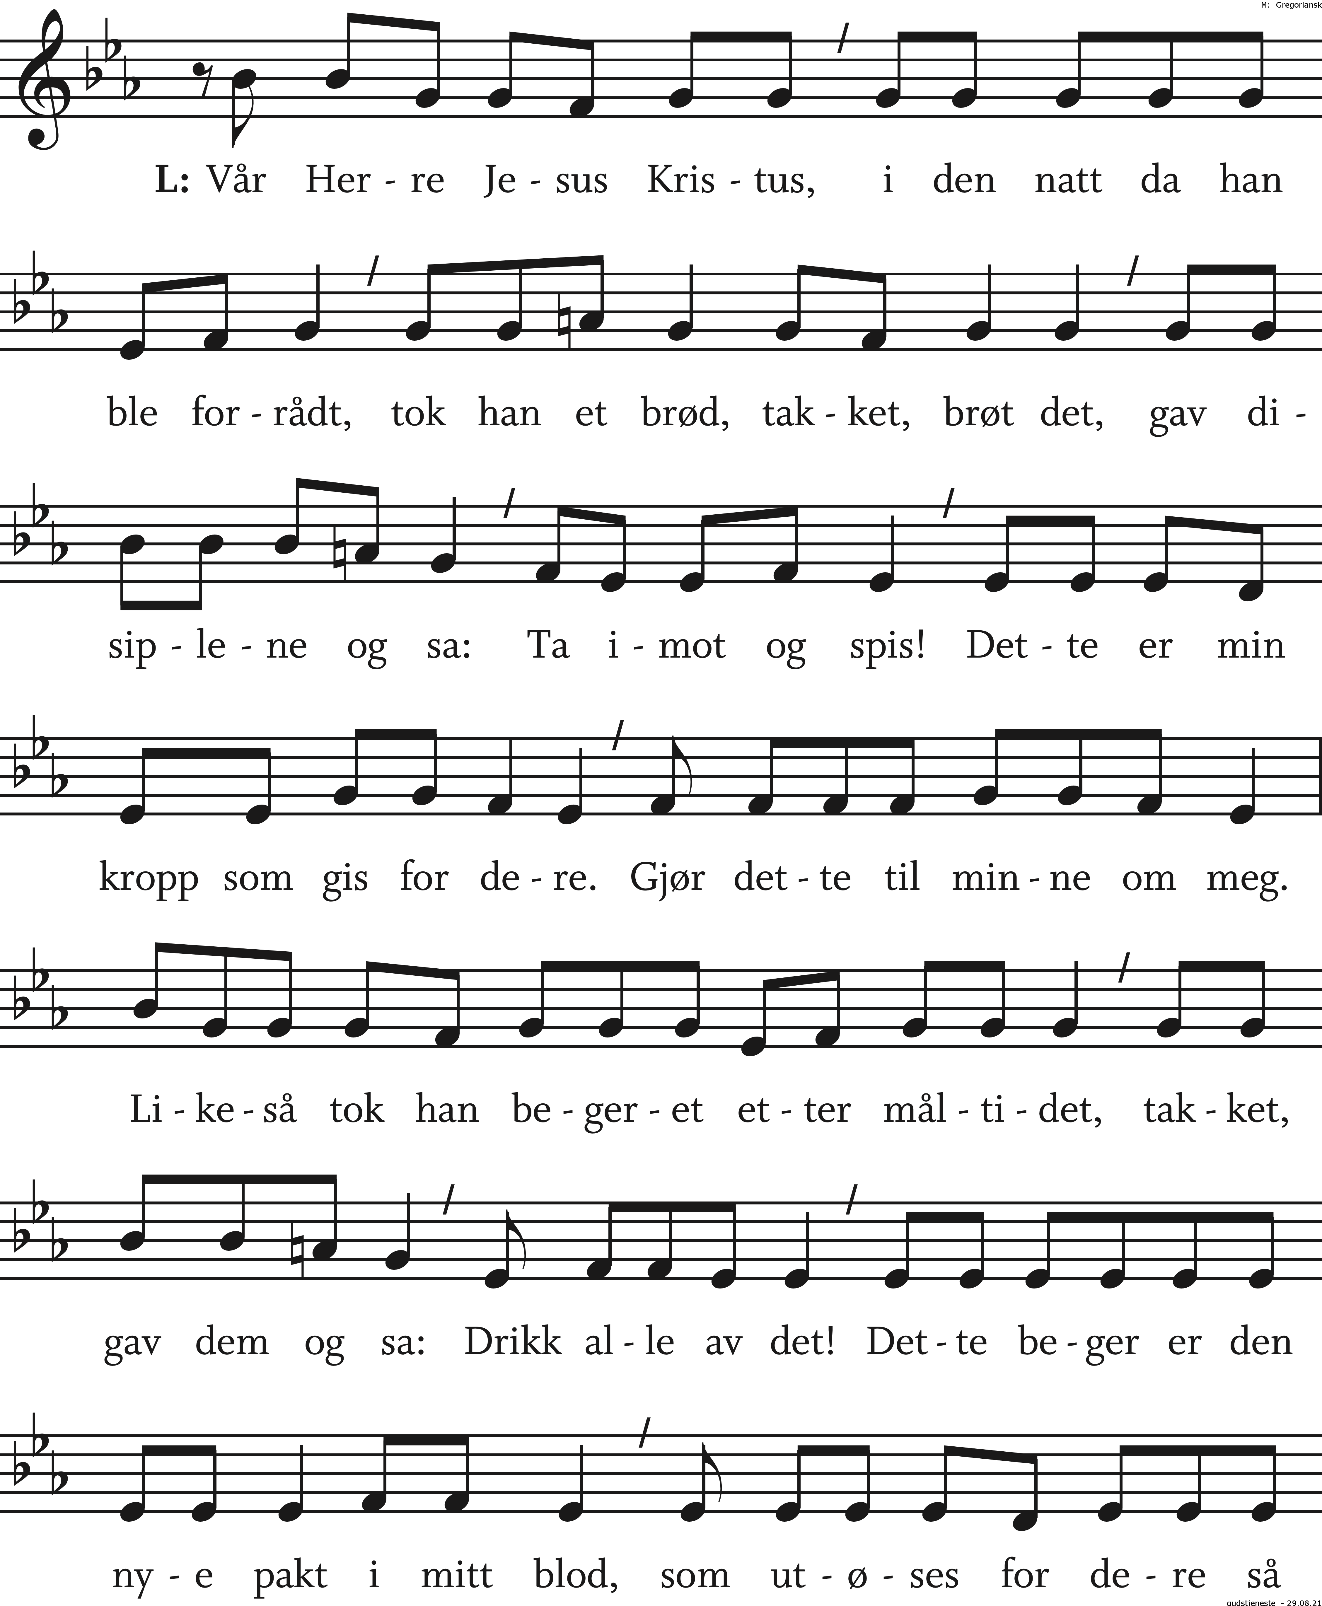 M: Gregoriansk
L: Vår Her - re Je - sus Kris - tus, i den natt da han
ble for - rådt, tok han et brød, tak - ket, brøt det, gav di -
sip - le - ne og sa: Ta i - mot og spis! Det - te er min
kropp som gis for de - re. Gjør det - te til min - ne om meg.
Li - ke - så tok han be - ger - et et - ter mål - ti - det, tak - ket,
gav dem og sa: Drikk al - le av det! Det - te be - ger er den
ny - e pakt i mitt blod, som ut - ø - ses for de - re så
gudstjeneste - 29.08.21